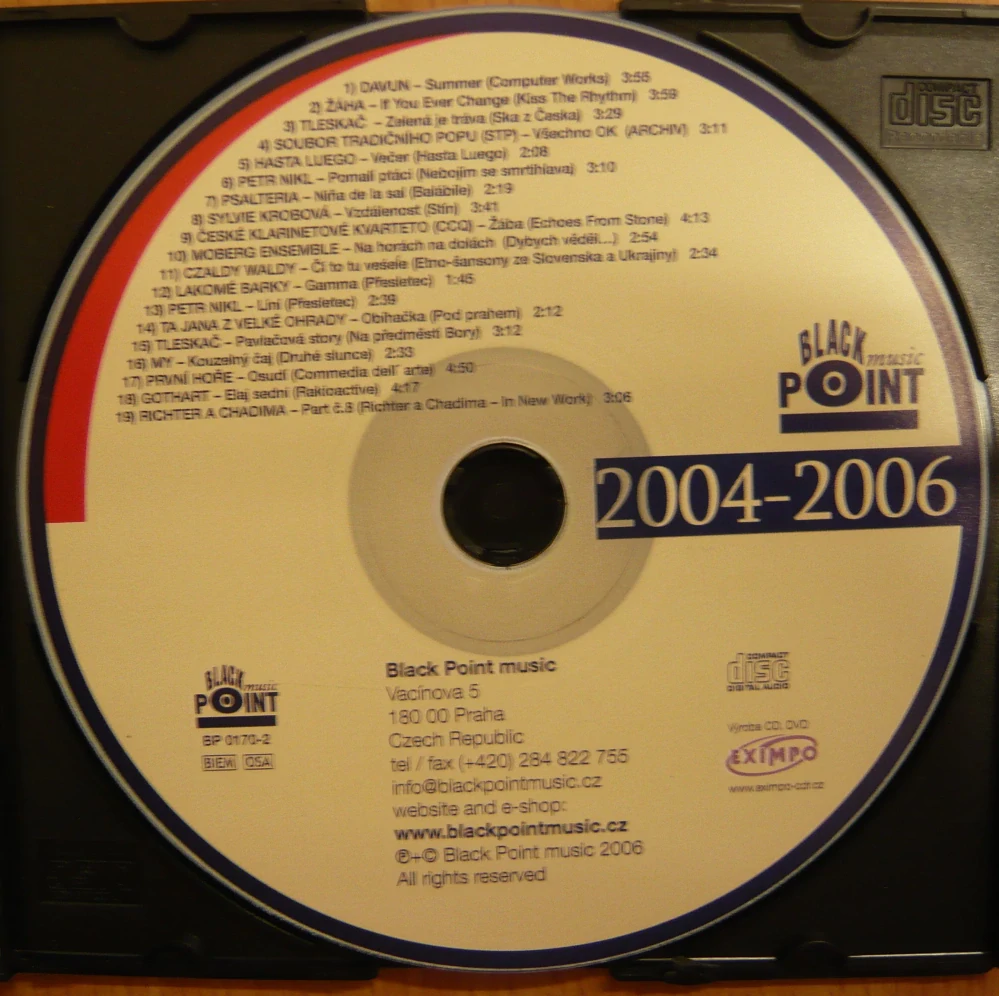 1) DAVUN – Summer (Computer Works) 3:55
2) ŽÁHA – If You Ever Change (Kiss The Rhythm) 3:59
3) TLESKAČ – Zelená je tráva (Ska z Česka) 3:29
4) SOUBOR TRADIČNÍHO POPU (STP) – Všechno OK (ARCHIV) 3:11
5) HASTA LUEGO – Večer (Hasta Luego) 2:08
6) PETR NIKL – Pomalí ptáci (Nebojím se smrtihlava) 3:10
7) PSALTERIA – Niña de la sal (Balábile) 2:19
8) SYLVIE KROBOVÁ – Vzdálenost (Stín) 3:41
9) ČESKÉ KLARINETOVÉ KVARTETO (CCQ) – Žába (Echoes From Stone) 4:13
10) MOBERG ENSEMBLE – Na horách na dolách (Dybych věděl...) 2:54
11) CZALDY WALDY – Či to tu vesele (Etno-šansony ze Slovenska a Ukrajiny) 2:34
12) LAKOMÉ BARKY – Gamma (Přesletec) 1:45
13) PETR NIKL – Líní (Přesletec) 2:39
14) TA JANA Z VELKÉ OHRADY – Obíhačka (Pod prahem) 2:12
15) TLESKAČ – Pavlačová story (Na předměstí Bory) 3:12
16) MY – Kouzelný čaj (Druhé slunce) 2:33
17) PRVNÍ HOŘE – Osudí (Commedia dell´ arte) 4:50
18) GOTHART – Elaj sedni (Rakioactive) 4:17
19) RICHTER A CHADIMA – Part č.8 (Richter a Chadima – In New Work) 3:06
COMPACT
disc
BLACK
music
POINT
2004-2006
BLACK
music
POINT
BP 0170-2
BIEM OSA
Black Point music
Vacínova 5
180 00 Praha
Czech Republic
tel / fax (+420) 284 822 755
info@blackpointmusic.cz
website and e-shop:
www.blackpointmusic.cz
℗+© Black Point music 2006
All rights reserved
COMPACT
disc
DIGITAL AUDIO
Výroba CD, DVD
EXIMPO
www.eximpo-cdr.cz